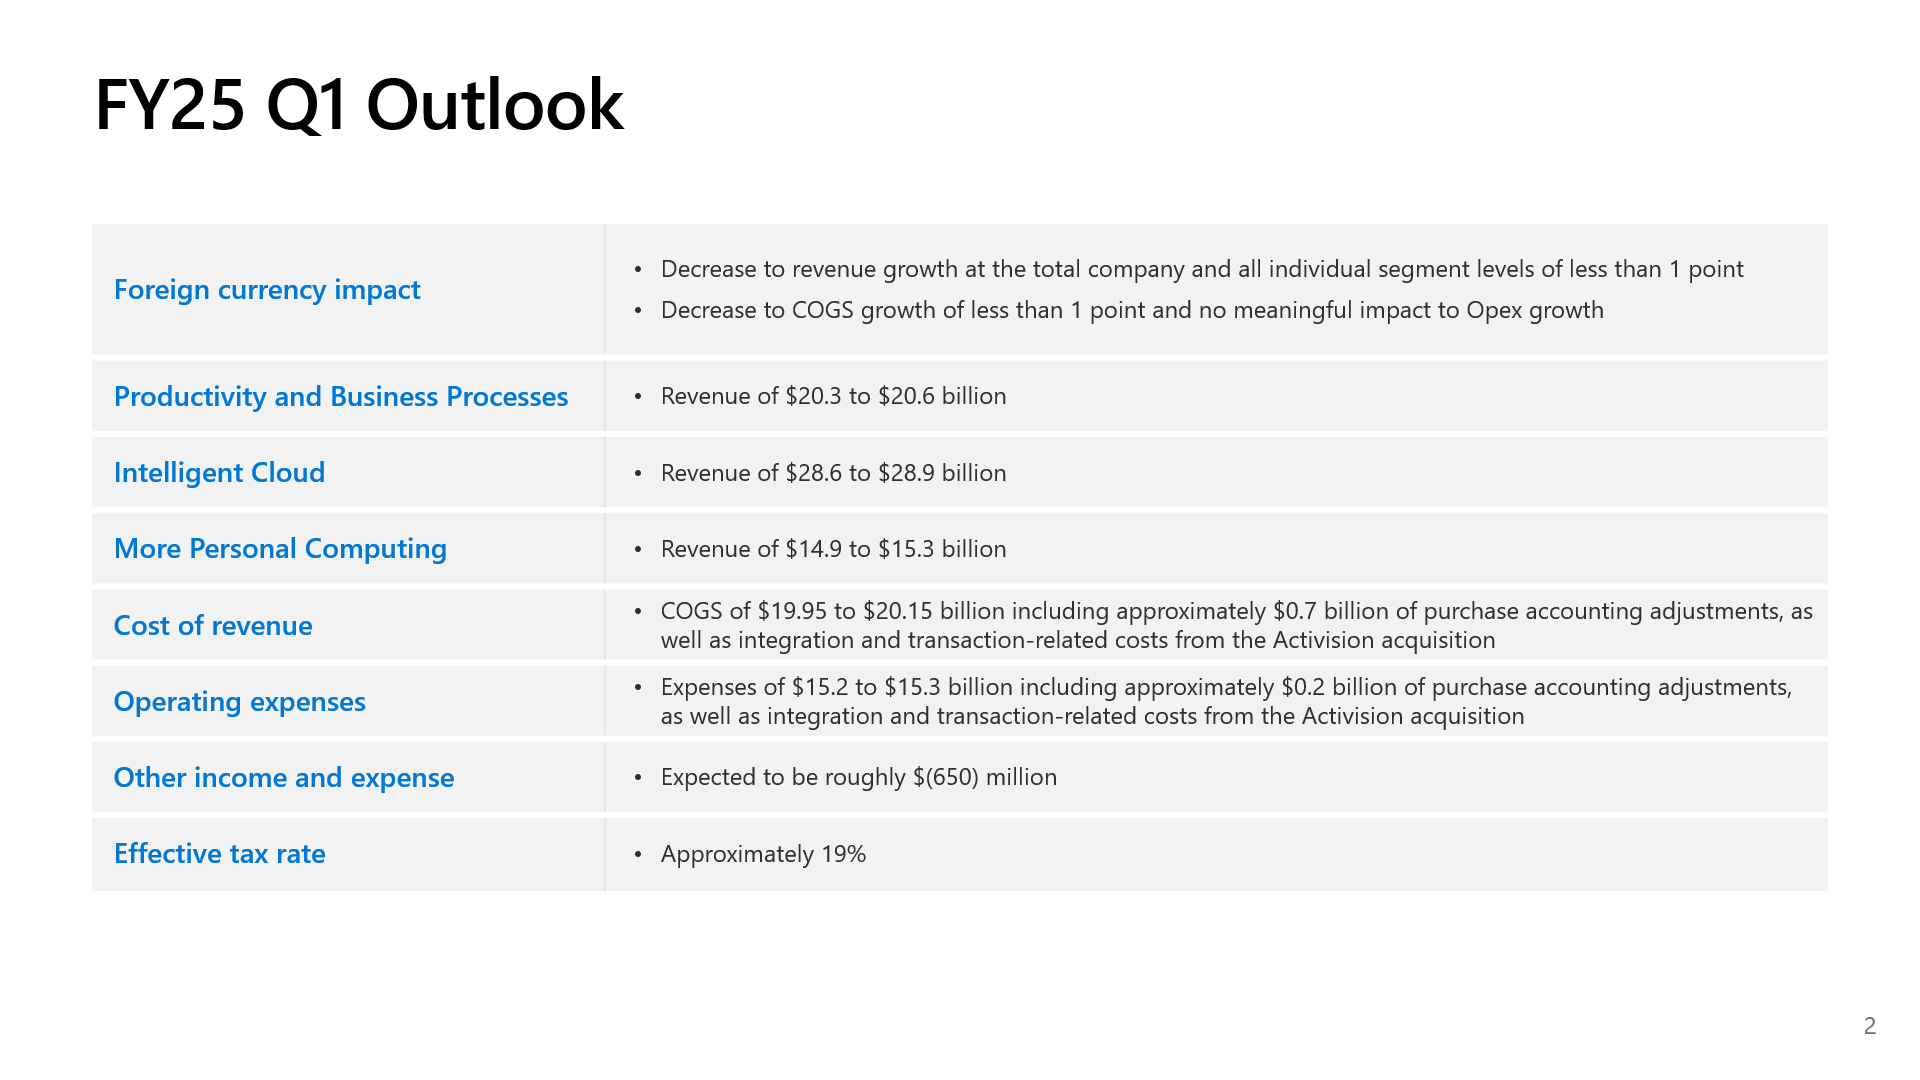 FY25 Q1 Outlook
Foreign currency impact
• Decrease to revenue growth at the total company and all individual segment levels of less than 1 point
• Decrease to COGS growth of less than 1 point and no meaningful impact to Opex growth
Productivity and Business Processes
• Revenue of $20.3 to $20.6 billion
Intelligent Cloud
• Revenue of $28.6 to $28.9 billion
More Personal Computing
• Revenue of $14.9 to $15.3 billion
Cost of revenue
• COGS of $19.95 to $20.15 billion including approximately $0.7 billion of purchase accounting adjustments, as
well as integration and transaction-related costs from the Activision acquisition
Operating expenses
• Expenses of $15.2 to $15.3 billion including approximately $0.2 billion of purchase accounting adjustments,
as well as integration and transaction-related costs from the Activision acquisition
Other income and expense
• Expected to be roughly $(650) million
Effective tax rate
• Approximately 19%
2